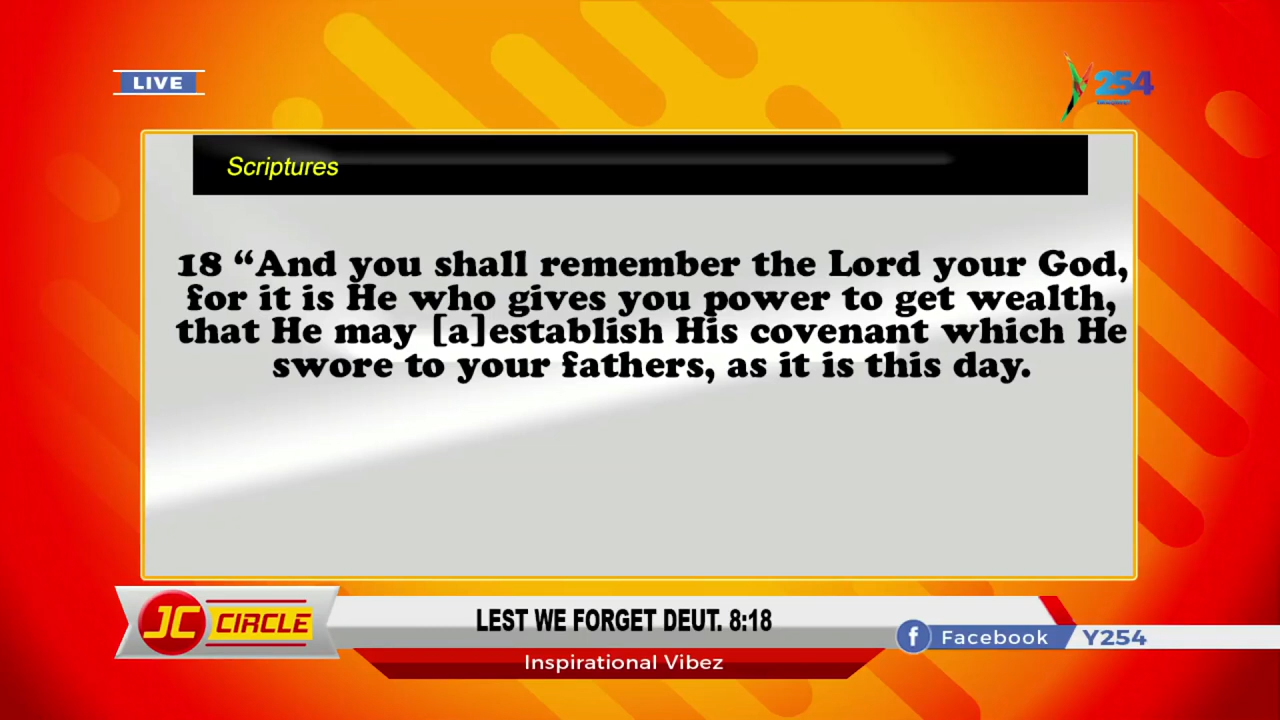 LIVE
254
Scriptures
18 “And you shall remember the Lord your God,
for it is He who gives you power to get wealth,
that He may [a]establish His covenant which He
swore to your fathers, as it is this day.
JC CIRCLE
LEST WE FORGET DEUT. 8:18
f Facebook Y254
Inspirational Vibez